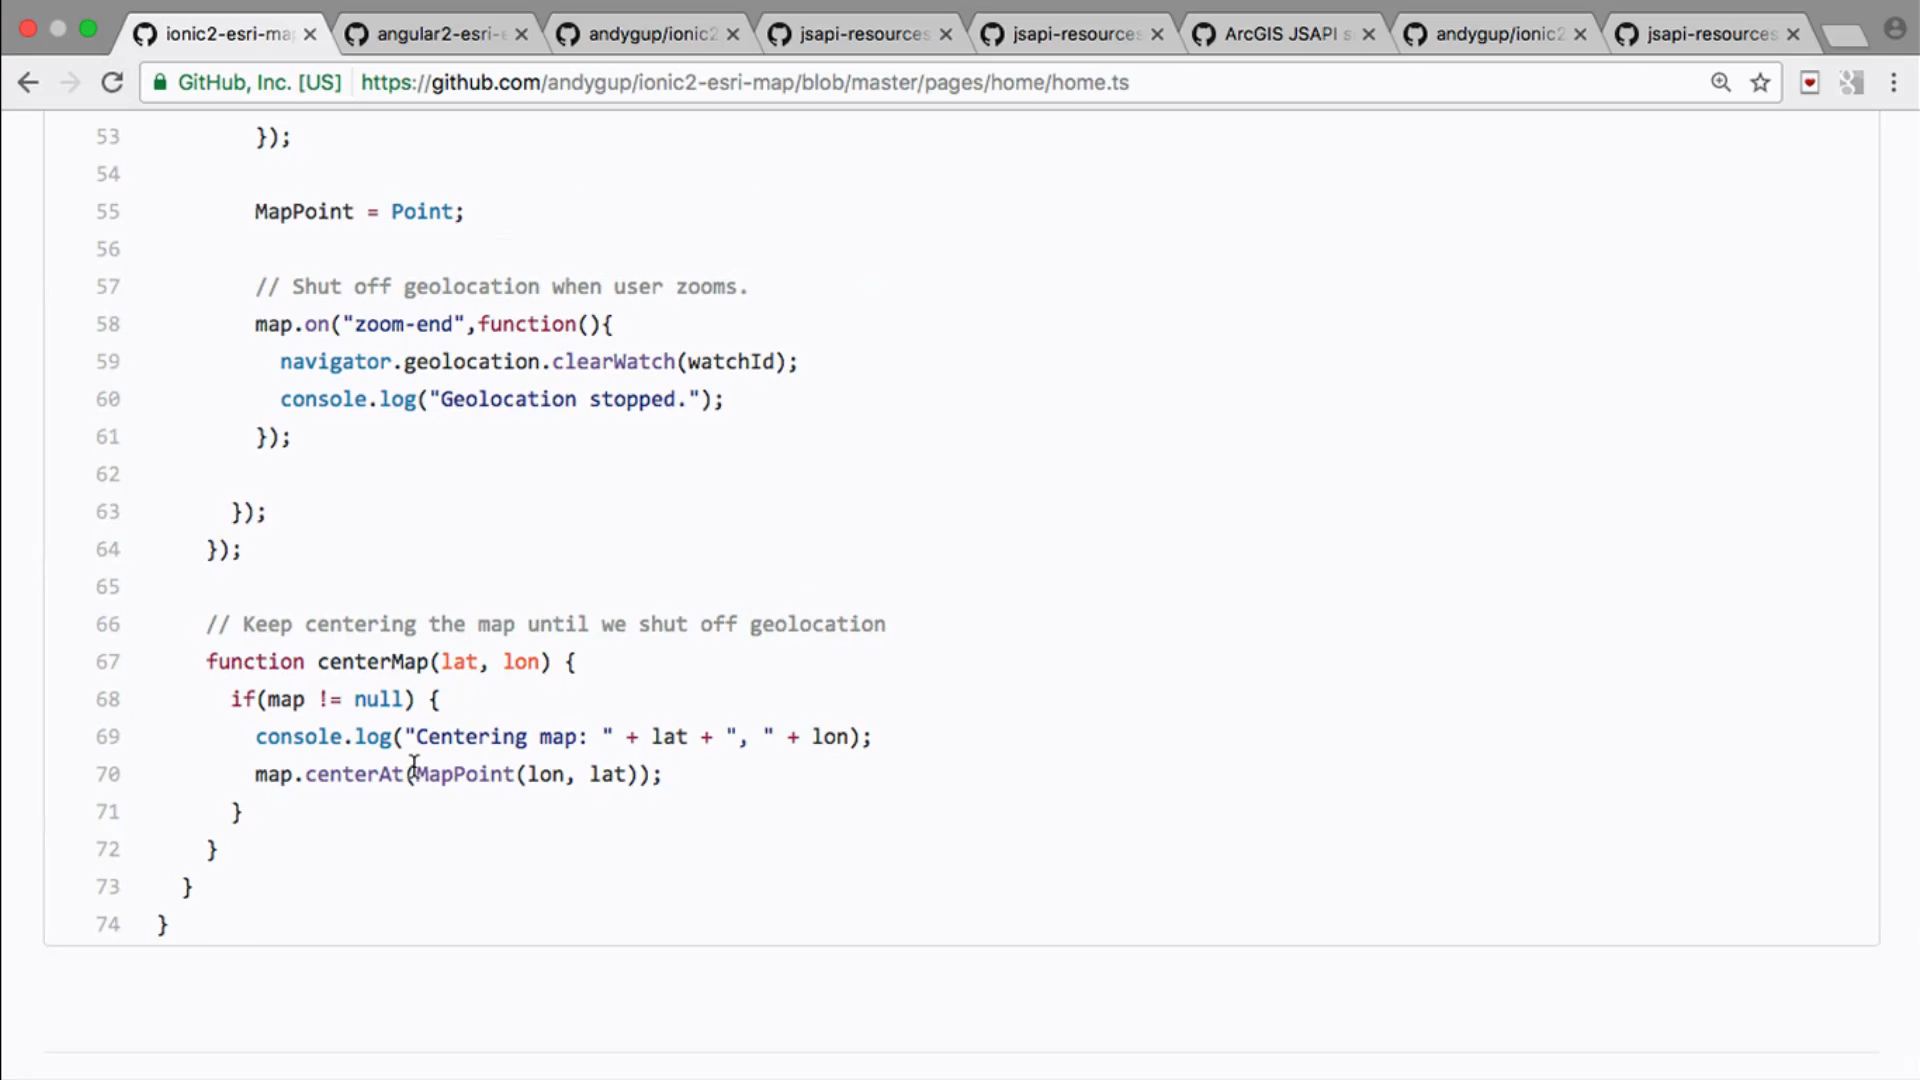 ionic2-esri-ma
angular2-esri-
andygup/ionic2
jsapi-resources
jsapi-resources
ArcGIS JSAPI s
andygup/ionic2
jsapi-resources
GitHub, Inc. [US] https://github.com/andygup/ionic2-esri-map/blob/master/pages/home/home.ts
53 });
54
55 MapPoint = Point;
56
57 // Shut off geolocation when user zooms.
58 map.on("zoom-end",function(){
59 navigator.geolocation.clearWatch(watchId);
60 console.log("Geolocation stopped.");
61 });
62
63 });
64 });
65
66 // Keep centering the map until we shut off geolocation
67 function centerMap(lat, lon) {
68 if(map != null) {
69 console.log("Centering map: " + lat + ", " + lon);
70 map.centerAt(MapPoint(lon, lat));
71 }
72 }
73 }
74 }